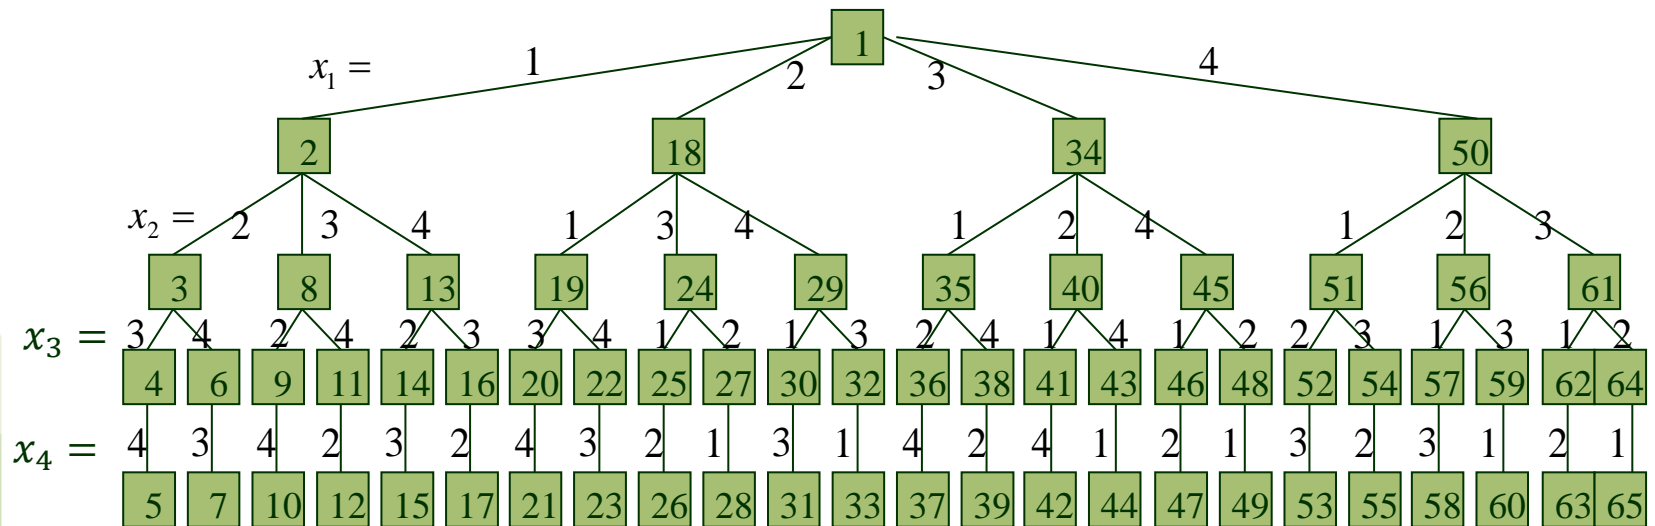 1
x₁ = 1 2 3 4
2 18 34 50
x₂ = 2 3 4 1 3 4 1 2 4 1 2 3
3 8 13 19 24 29 35 40 45 51 56 61
x₃ = 3 4 2 4 2 3 3 4 1 2 1 3 2 4 1 4 1 2 2 3 1 3 1 2
4 6 9 11 14 16 20 22 25 27 30 32 36 38 41 43 46 48 52 54 57 59 62 64
x₄ = 4 3 4 2 3 2 4 3 2 1 3 1 4 2 4 1 2 1 3 2 3 1 2 1
5 7 10 12 15 17 21 23 26 28 31 33 37 39 42 44 47 49 53 55 58 60 63 65